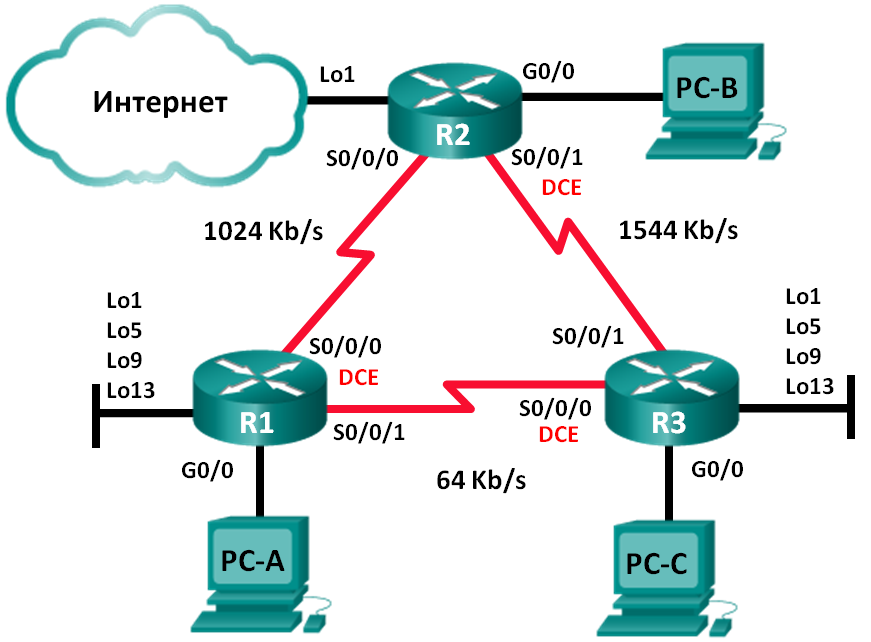 Lo1
G0/0
PC-B
Интернет
R2
S0/0/0
S0/0/1
DCE
1024 Kb/s
1544 Kb/s
Lo1
Lo5
Lo9
Lo13
Lo1
Lo5
Lo9
Lo13
S0/0/0
DCE
S0/0/1
R1
S0/0/1
S0/0/0
DCE
R3
G0/0
64 Kb/s
G0/0
PC-A
PC-C